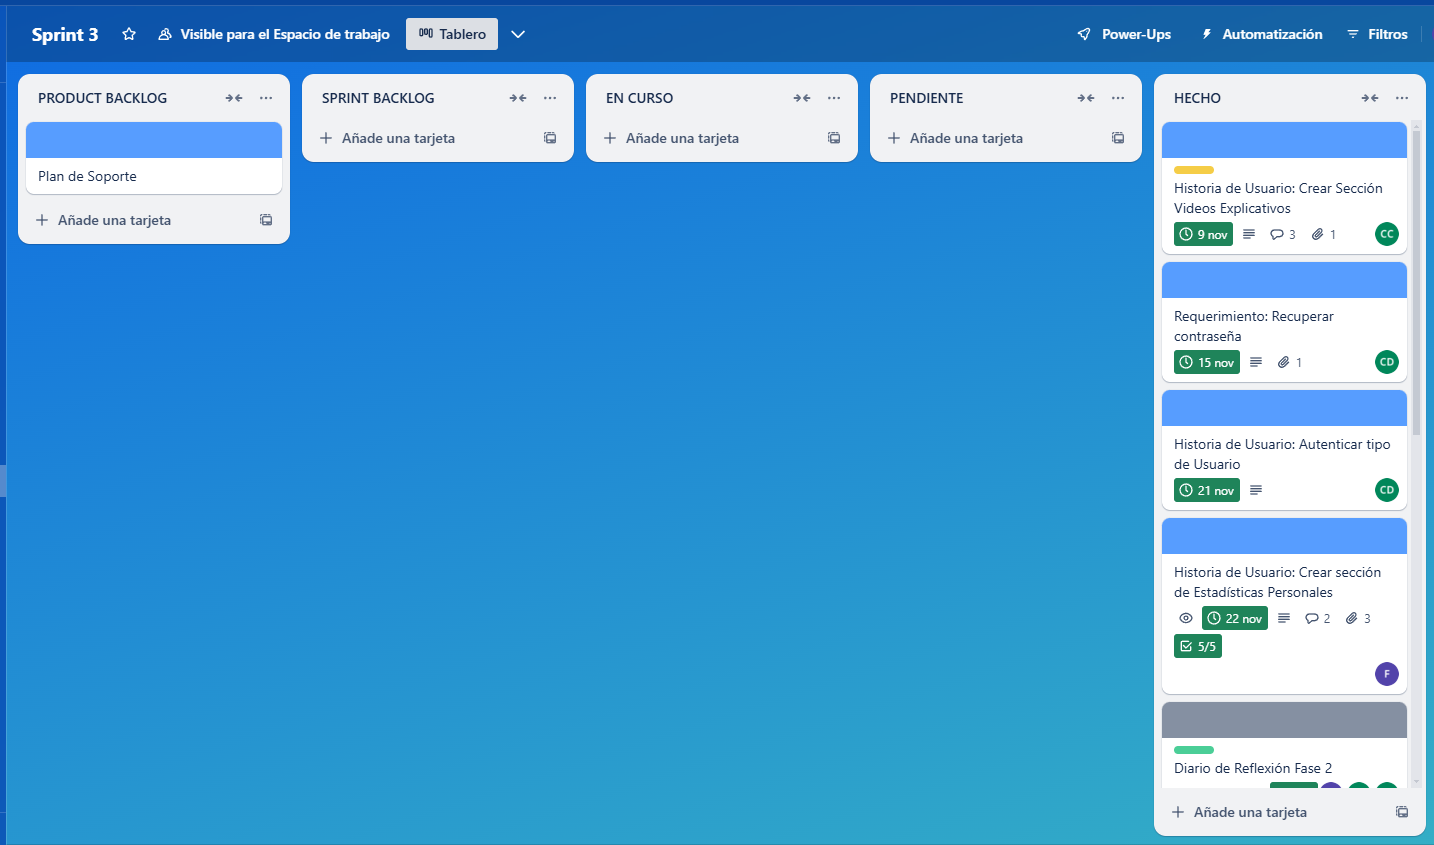 Sprint 3
Visible para el Espacio de trabajo
Tablero
Power-Ups
Automatización
Filtros
PRODUCT BACKLOG
Plan de Soporte
Añade una tarjeta
SPRINT BACKLOG
Añade una tarjeta
EN CURSO
Añade una tarjeta
PENDIENTE
Añade una tarjeta
HECHO
Historia de Usuario: Crear Sección
Videos Explicativos
9 nov
3
1
CC
Requerimiento: Recuperar
contraseña
15 nov
1
CD
Historia de Usuario: Autenticar tipo
de Usuario
21 nov
CD
Historia de Usuario: Crear sección
de Estadísticas Personales
22 nov
2
3
5/5
F
Diario de Reflexión Fase 2
Añade una tarjeta